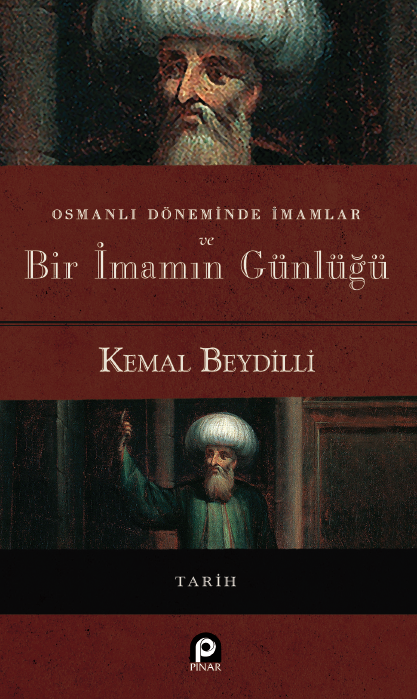 OSMANLI DÖNEMİNDE İMAMLAR
ve
Bir İmamın Günlüğü
KEMAL BEYDİLLİ
TARİH
p
PINAR